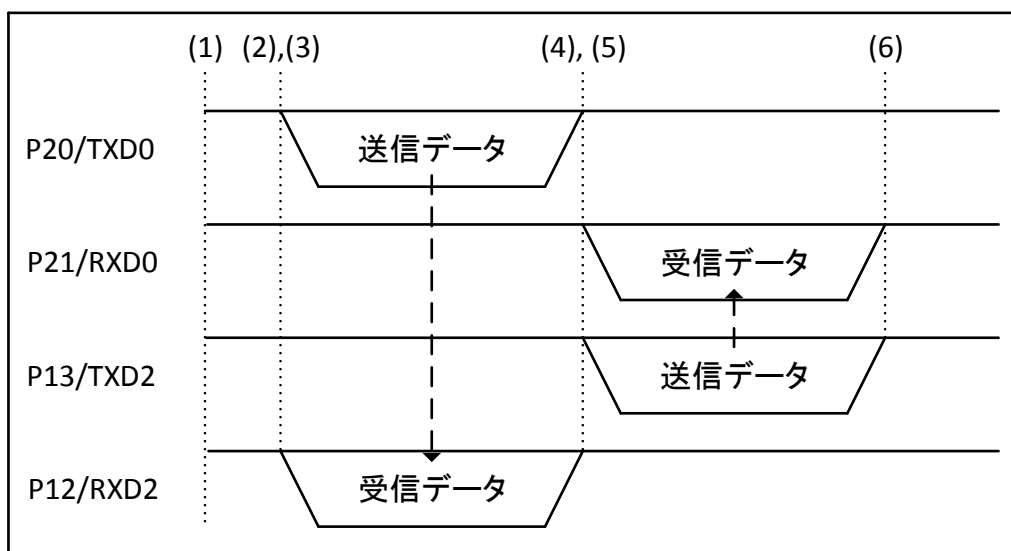 (1) (2),(3) (4), (5) (6)
P20/TXD0 送信データ
P21/RXD0 受信データ
P13/TXD2 送信データ
P12/RXD2 受信データ